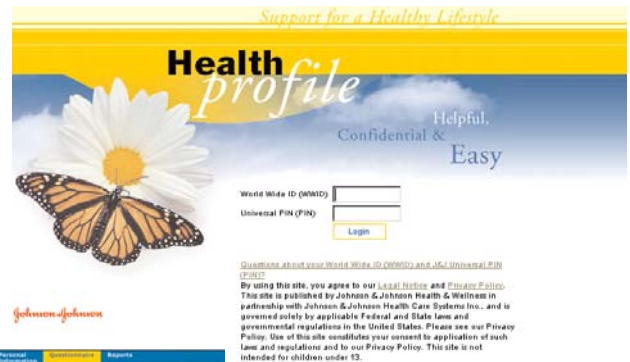 Support for a Healthy Lifestyle
Health
profile
Helpful,
Confidential &
Easy
World Wide ID (WWID)
Universal PIN (PIN)
Login
Questions about your World Wide ID (WWID) and J&J Universal PIN
(PIN)?
By using this site, you agree to our Legal Notice and Privacy Policy.
This site is published by Johnson & Johnson Health & Wellness in
partnership with Johnson & Johnson Health Care Systems Inc., and is
governed solely by applicable Federal and State laws and
governmental regulations in the United States. Please see our Privacy
Policy. Use of this site constitutes your consent to application of such
laws and regulations and to our Privacy Policy. This site is not
intended for children under 13.
Johnson & Johnson
Personal
Information
Questionnaire
Reports